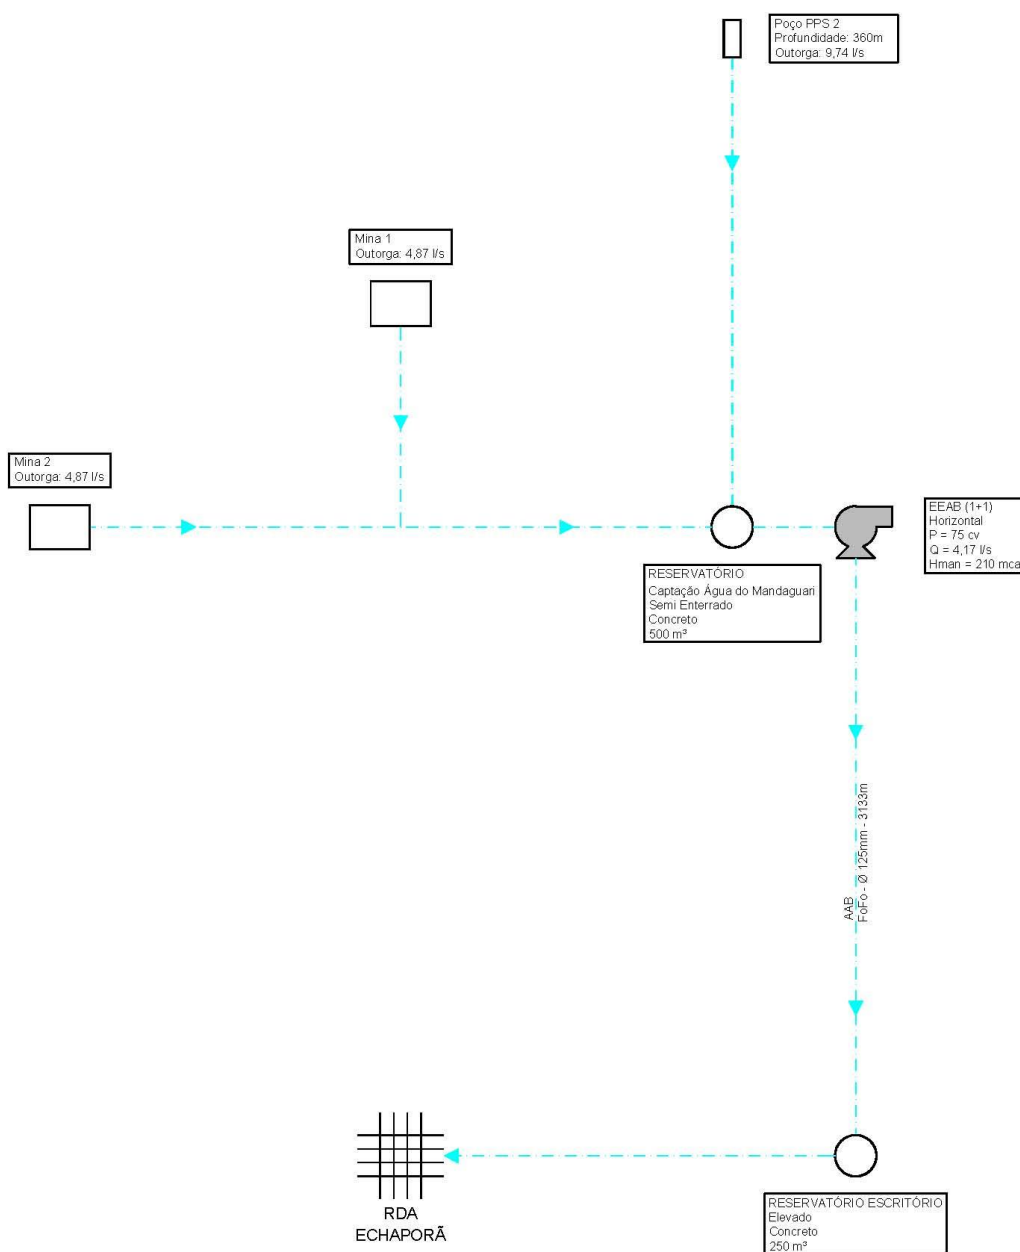 Poço PPS 2
Profundidade: 360m
Outorga: 9,74 l/s
Mina 1
Outorga: 4,87 l/s
Mina 2
Outorga: 4,87 l/s
EEAB (1+1)
Horizontal
P = 75 cv
Q = 4,17 l/s
Hman = 210 mca
RESERVATÓRIO
Captação Água do Mandaguari
Semi Enterrado
Concreto
500 m³
AAB
FoFo - Ø 125mm - 3133m
RDA
ECHAPORÃ
RESERVATÓRIO ESCRITÓRIO
Elevado
Concreto
250 m³